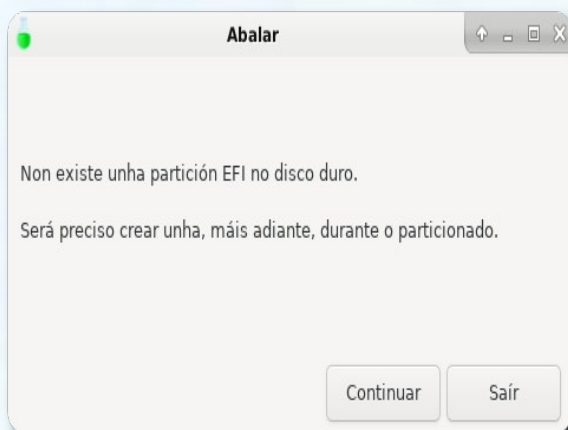 Abalar
Non existe unha partición EFI no disco duro.
Será preciso crear unha, máis adiante, durante o particionado.
Continuar
Saír